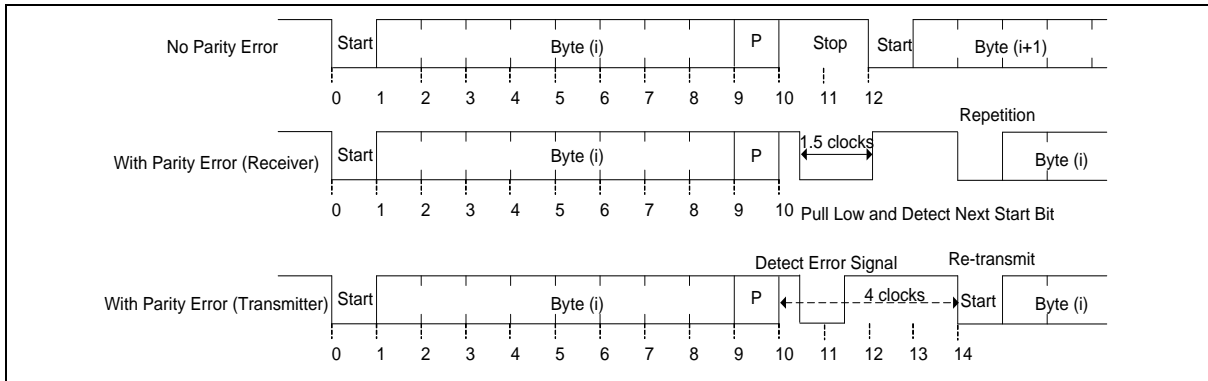 No Parity Error Start Byte (i) P Stop Start Byte (i+1)
0 1 2 3 4 5 6 7 8 9 10 11 12
Repetition
With Parity Error (Receiver) Start Byte (i) P 1.5 clocks Byte (i)
0 1 2 3 4 5 6 7 8 9 10 Pull Low and Detect Next Start Bit
Detect Error Signal Re-transmit
With Parity Error (Transmitter) Start Byte (i) P 4 clocks Start Byte (i)
0 1 2 3 4 5 6 7 8 9 10 11 12 13 14